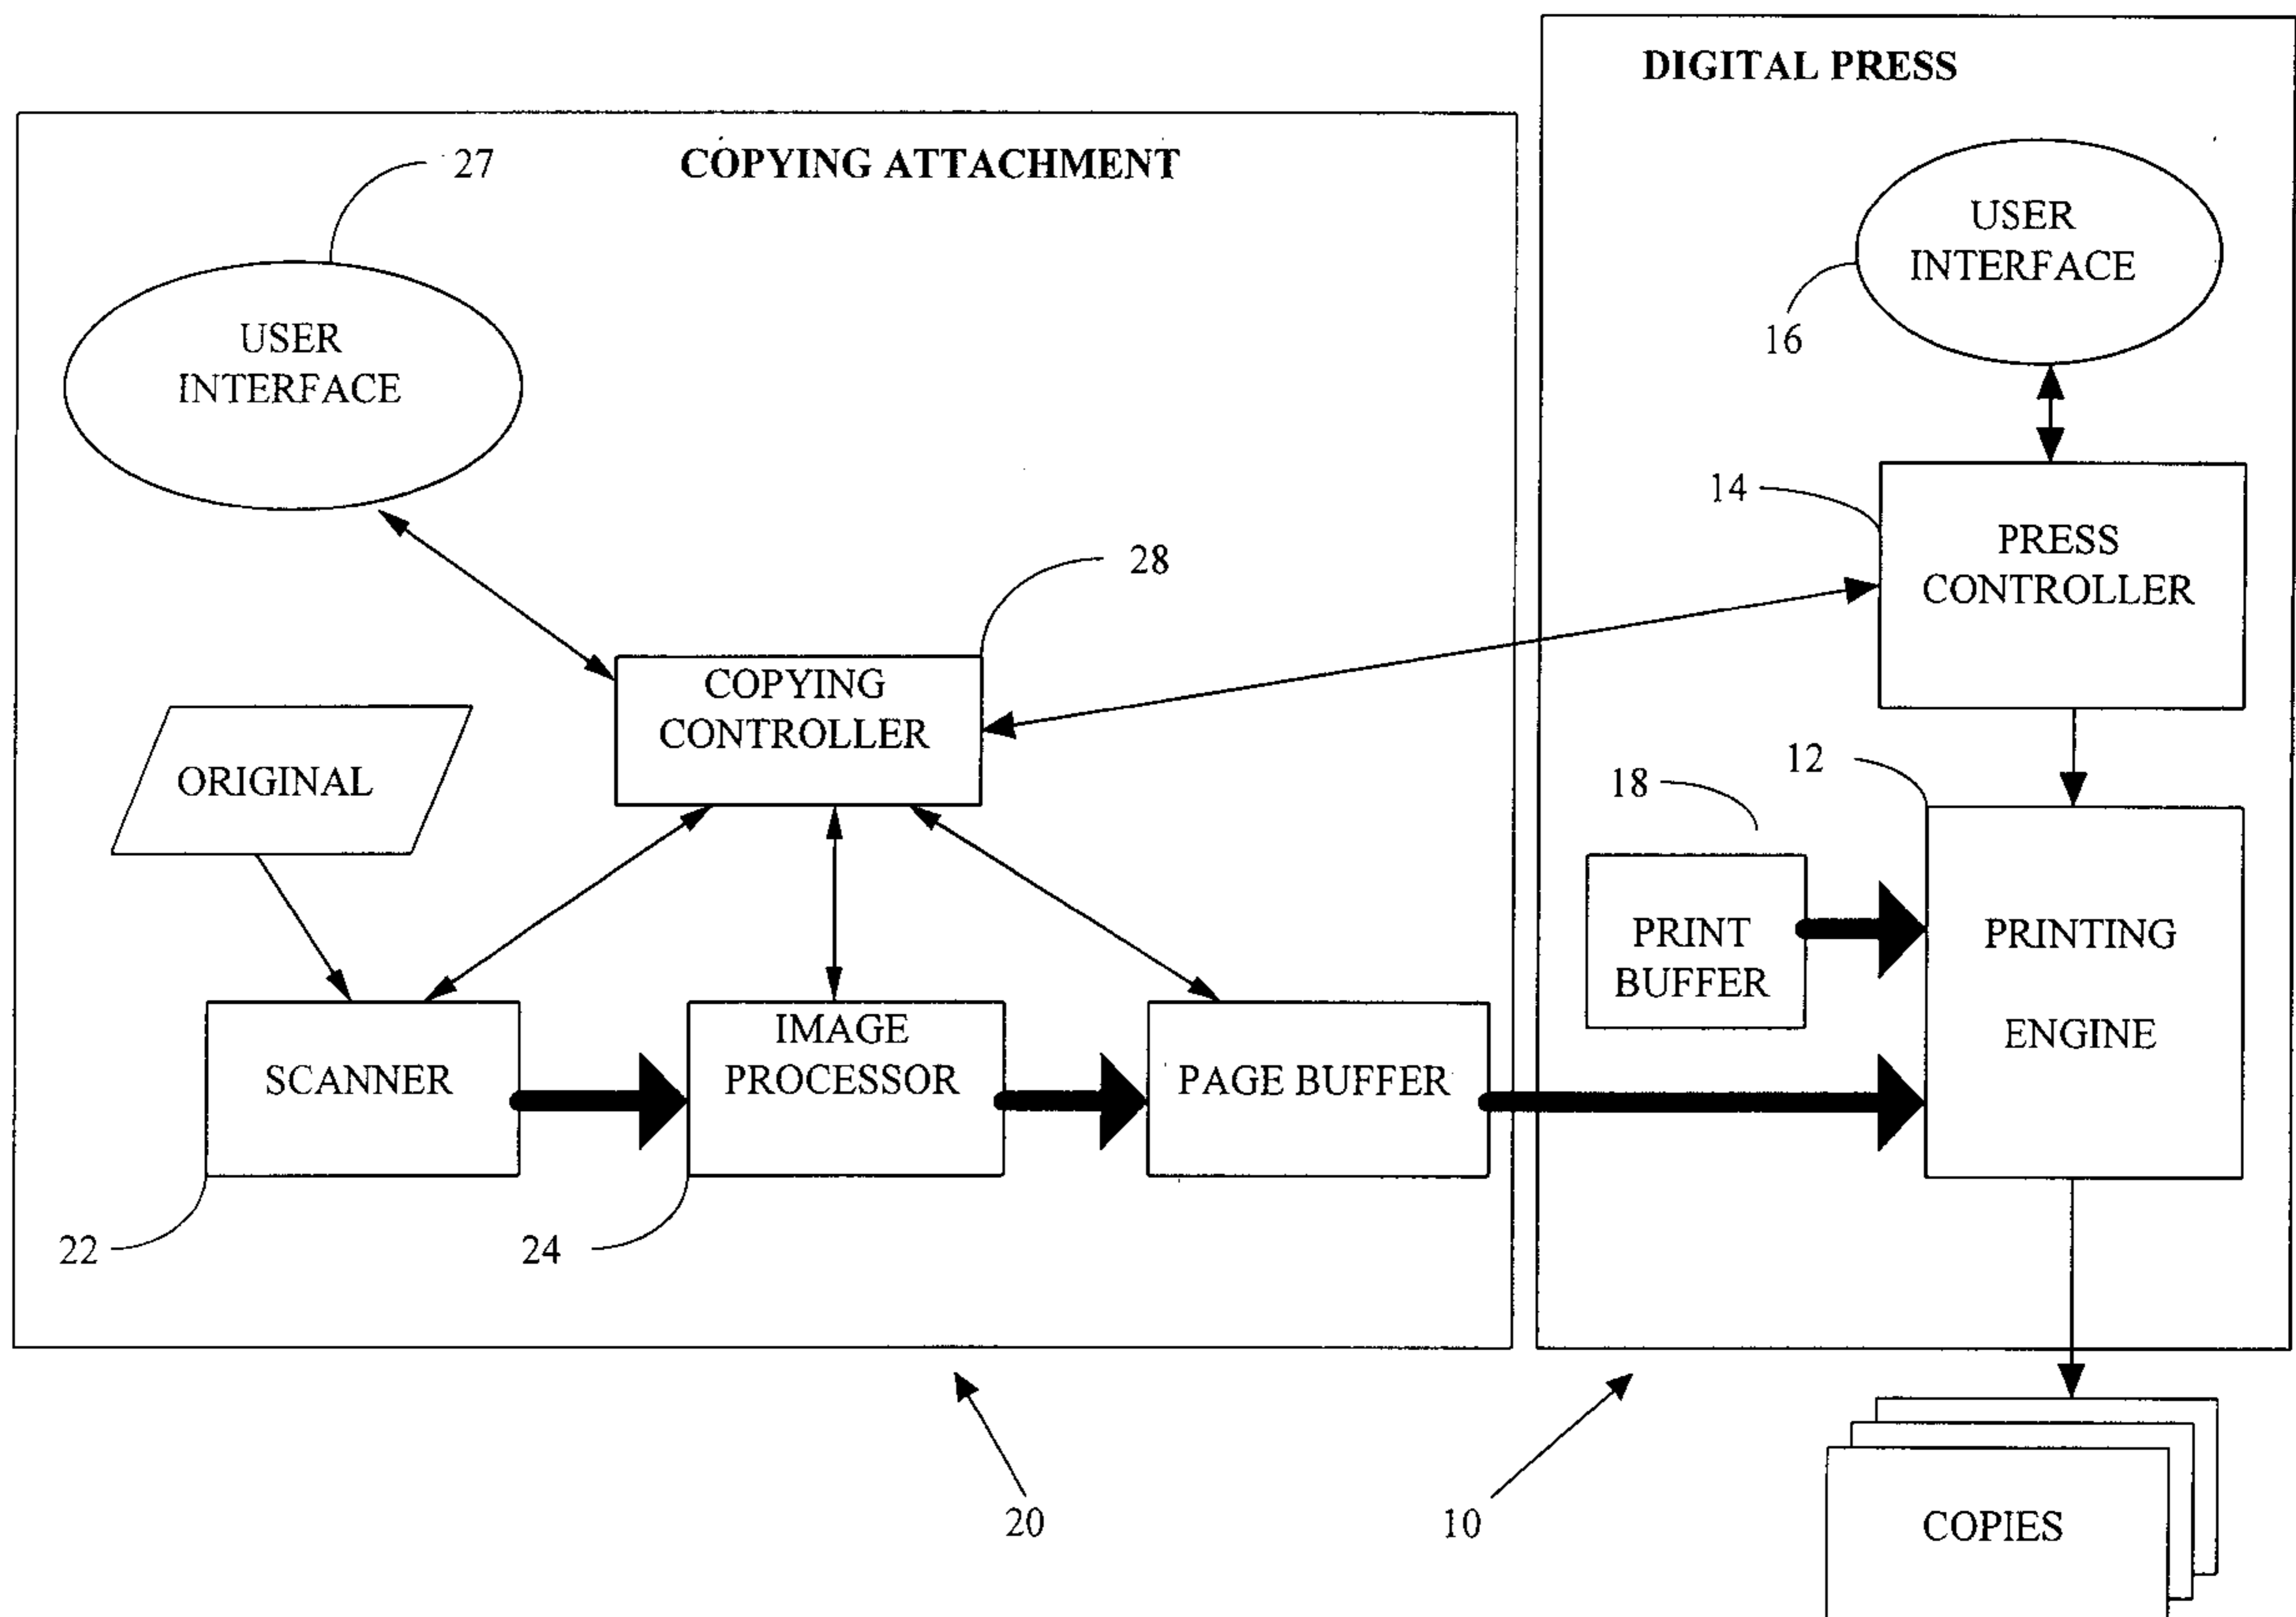 DIGITAL PRESS
COPYING ATTACHMENT
27
USER
INTERFACE
USER
INTERFACE
16
14
PRESS
CONTROLLER
28
COPYING
CONTROLLER
ORIGINAL
18
12
PRINT
BUFFER
PRINTING
ENGINE
SCANNER
IMAGE
PROCESSOR
PAGE BUFFER
22
24
20
10
COPIES